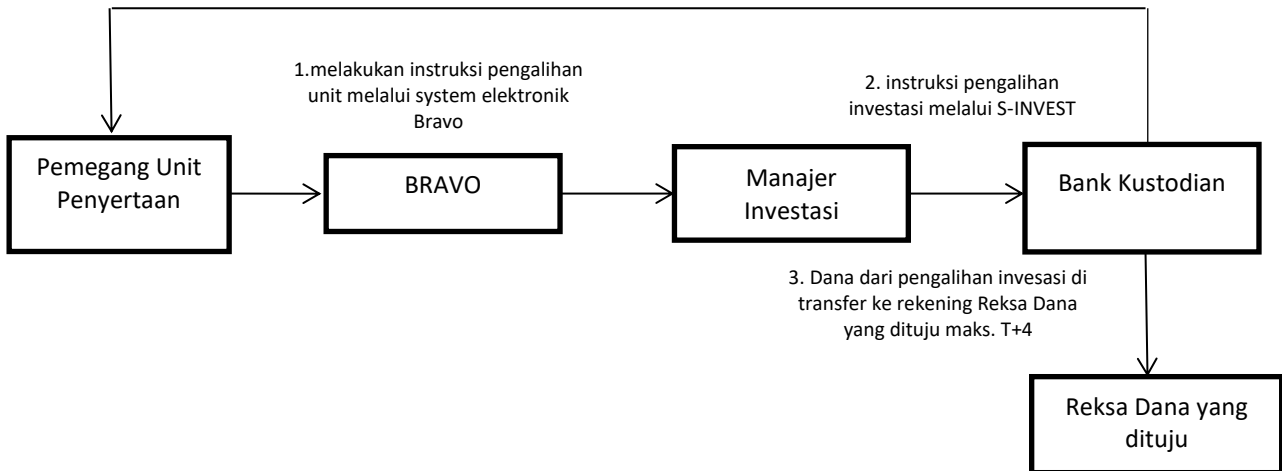 1.melakukan instruksi pengalihan
unit melalui system elektronik
Bravo
2. instruksi pengalihan
investasi melalui S-INVEST
Pemegang Unit
Penyertaan
BRAVO
Manajer
Investasi
Bank Kustodian
3. Dana dari pengalihan invesasi di
transfer ke rekening Reksa Dana
yang dituju maks. T+4
Reksa Dana yang
dituju